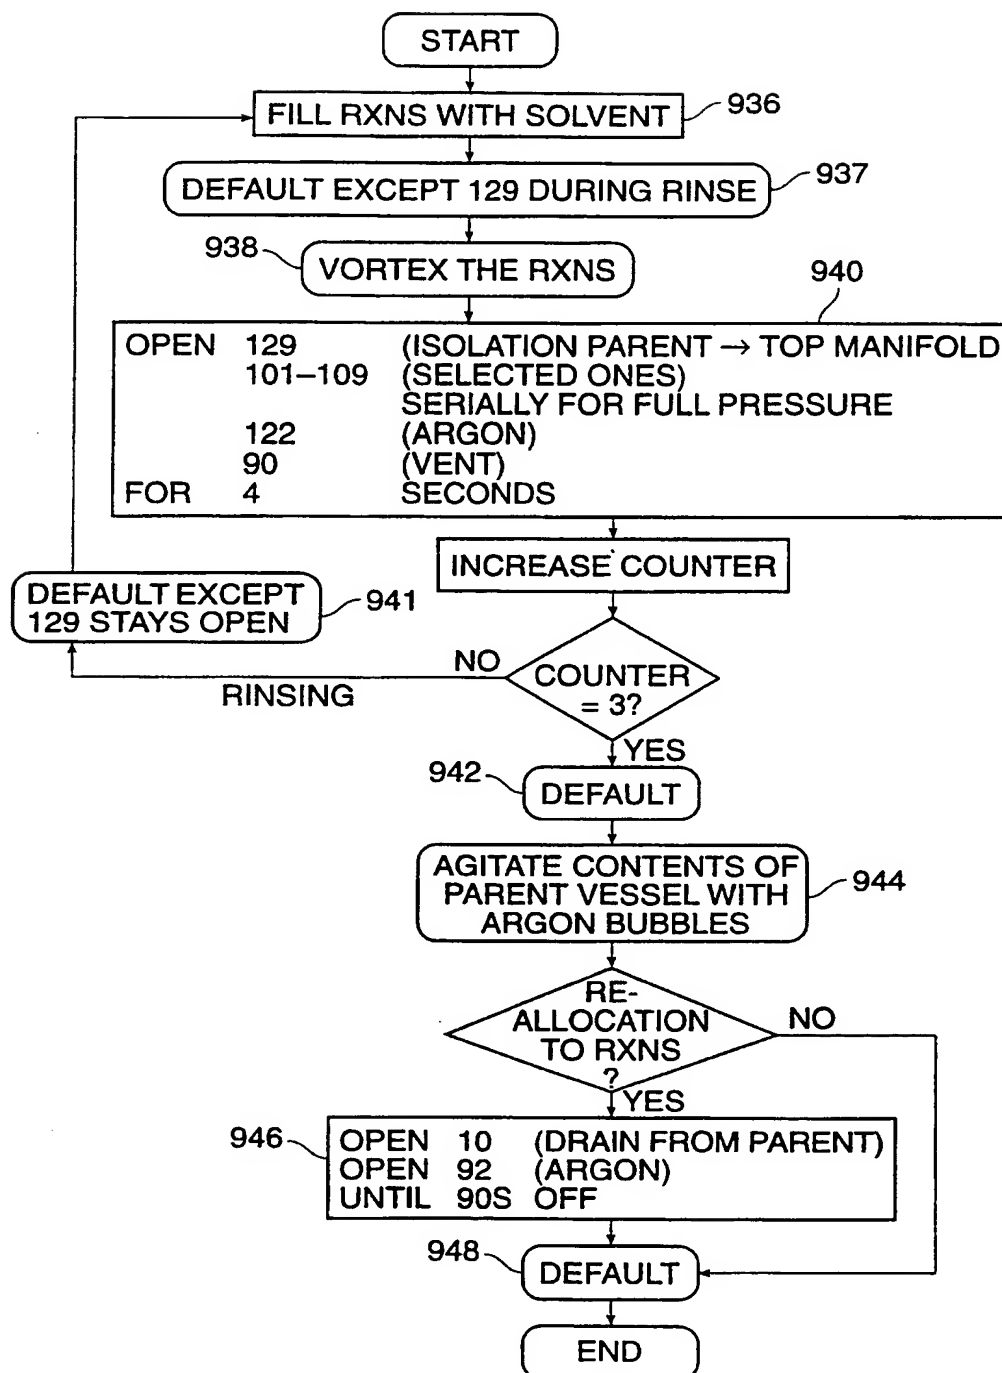 START
FILL RXNS WITH SOLVENT
936
DEFAULT EXCEPT 129 DURING RINSE
937
938
VORTEX THE RXNS
940
OPEN 129 (ISOLATION PARENT → TOP MANIFOLD
101–109 (SELECTED ONES)
SERIALLY FOR FULL PRESSURE
122 (ARGON)
90 (VENT)
FOR 4 SECONDS
INCREASE COUNTER
DEFAULT EXCEPT
129 STAYS OPEN
941
NO
RINSING
COUNTER
= 3?
YES
942
DEFAULT
AGITATE CONTENTS OF
PARENT VESSEL WITH
ARGON BUBBLES
944
RE-
ALLOCATION
TO RXNS
?
NO
YES
946
OPEN 10 (DRAIN FROM PARENT)
OPEN 92 (ARGON)
UNTIL 90S OFF
948
DEFAULT
END